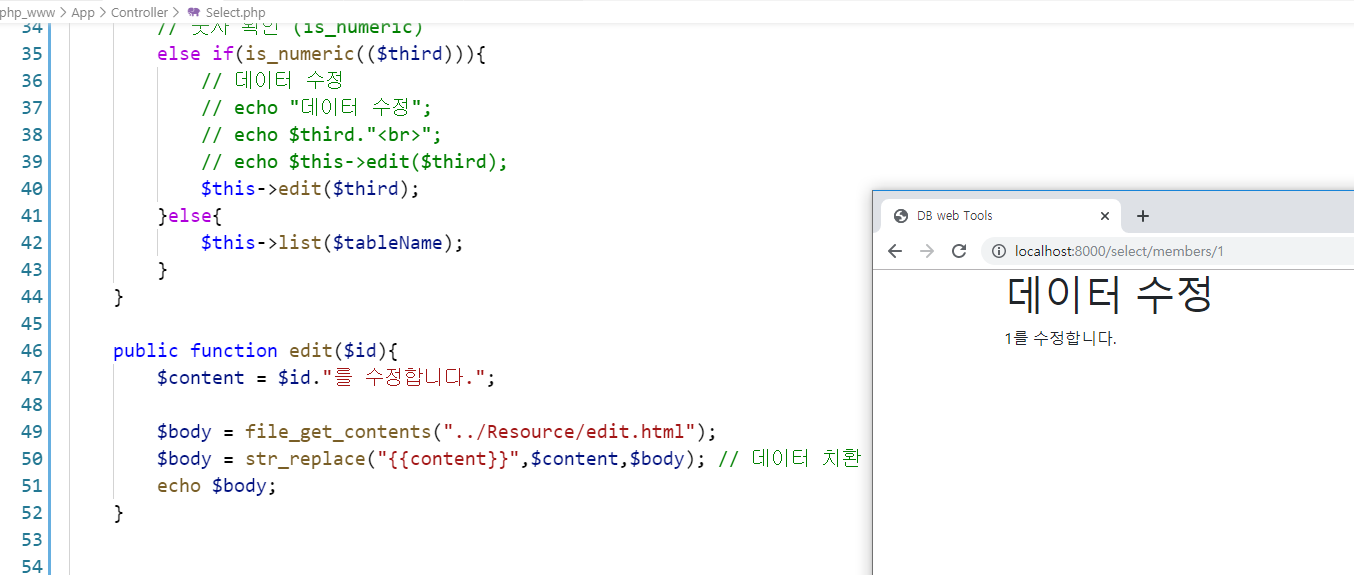 php_www > App > Controller > Select.php
34 // 숫자 확인 (is_numeric)
35 else if(is_numeric(($third))){
36 // 데이터 수정
37 // echo "데이터 수정";
38 // echo $third."<br>";
39 // echo $this->edit($third);
40 $this->edit($third);
41 }else{
42 $this->list($tableName);
43 }
44 }
45
46 public function edit($id){
47 $content = $id."를 수정합니다.";
48
49 $body = file_get_contents("../Resource/edit.html");
50 $body = str_replace("{{content}}",$content,$body); // 데이터 치환
51 echo $body;
52 }
53
54
DB web Tools
localhost:8000/select/members/1
데이터 수정
1를 수정합니다.